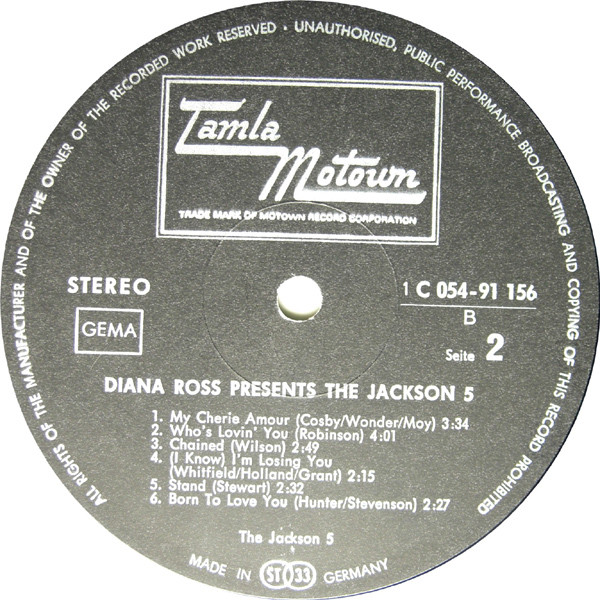 ALL RIGHTS OF THE MANUFACTURER AND OF THE OWNER OF THE RECORDED WORK RESERVED · UNAUTHORISED, PUBLIC PERFORMANCE BROADCASTING AND COPYING OF THIS RECORD PROHIBITED
Tamla
Motown
TRADE MARK OF MOTOWN RECORD CORPORATION
STEREO
GEMA
1 C 054-91 156
B
Seite 2
DIANA ROSS PRESENTS THE JACKSON 5
1. My Cherie Amour (Cosby/Wonder/Moy) 3:34
2. Who's Lovin' You (Robinson) 4:01
3. Chained (Wilson) 2:49
4. (I Know) I'm Losing You
(Whitfield/Holland/Grant) 2:15
5. Stand (Stewart) 2:32
6. Born To Love You (Hunter/Stevenson) 2:27
The Jackson 5
MADE IN ST 33 GERMANY